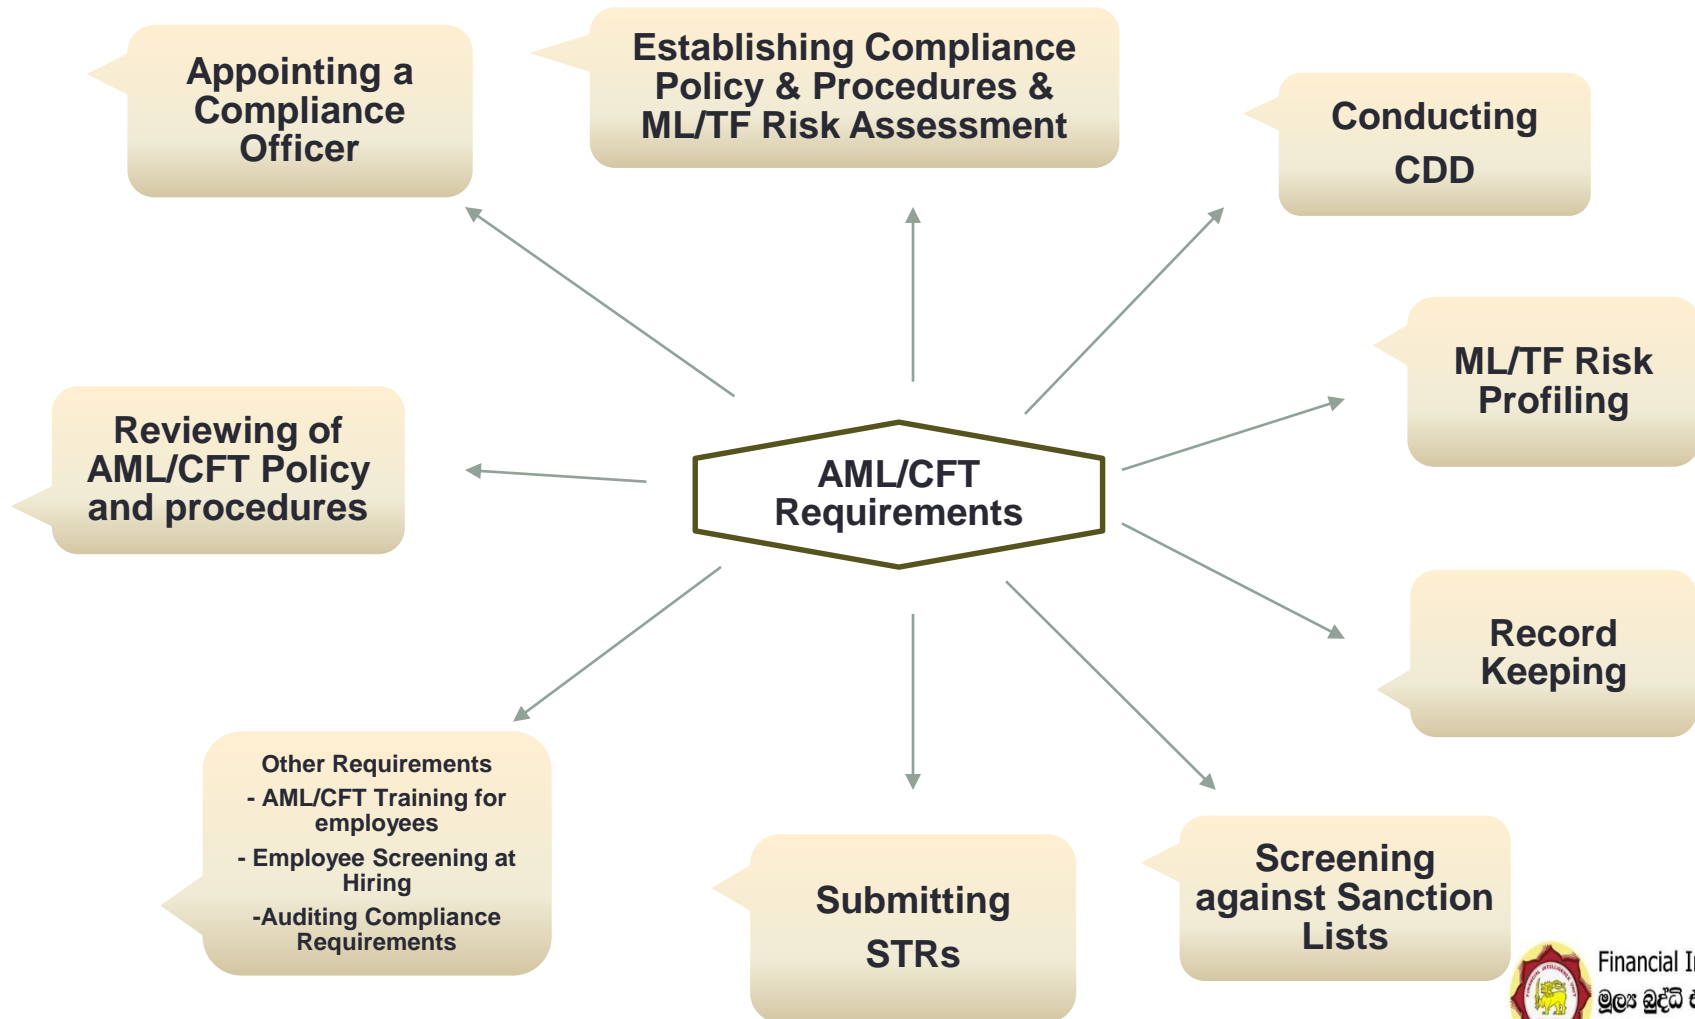 Appointing a
Compliance
Officer
Establishing Compliance
Policy & Procedures &
ML/TF Risk Assessment
Conducting
CDD
ML/TF Risk
Profiling
Reviewing of
AML/CFT Policy
and procedures
AML/CFT
Requirements
Record
Keeping
Other Requirements
- AML/CFT Training for
employees
- Employee Screening at
Hiring
-Auditing Compliance
Requirements
Submitting
STRs
Screening
against Sanction
Lists
Financial
මූල්‍ය බුද්ධි